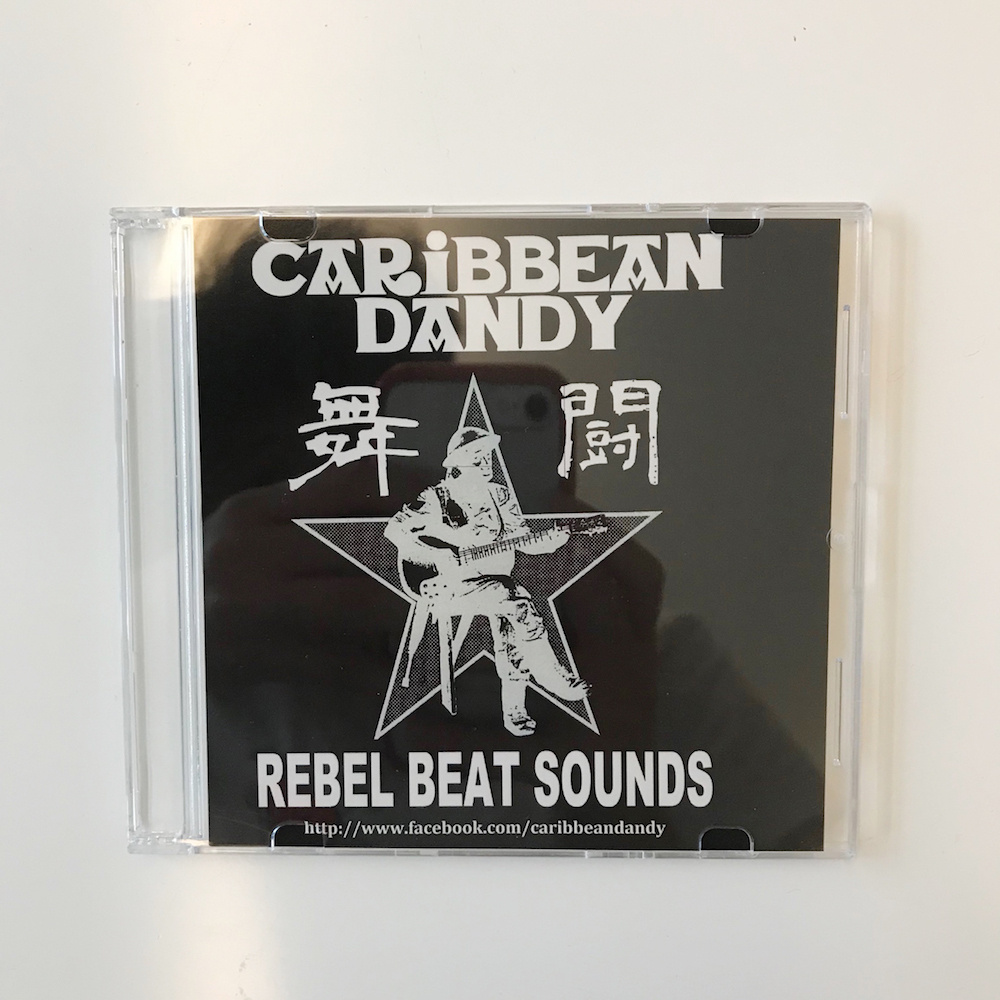 CARiBBEAN
DANDY
舞 闘
REBEL BEAT SOUNDS
http://www.facebook.com/caribbeandandy